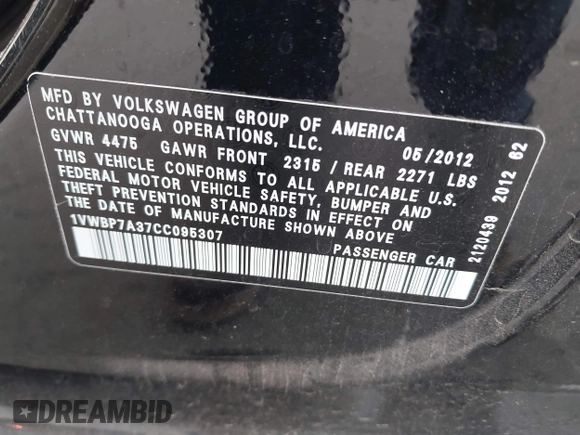 MFD BY VOLKSWAGEN GROUP OF AMERICA
CHATTANOOGA OPERATIONS, LLC.
GVWR 4475 GAWR FRONT 2315 / REAR 2271 LBS 05/2012
THIS VEHICLE CONFORMS TO ALL APPLICABLE U.S.
FEDERAL MOTOR VEHICLE SAFETY, BUMPER AND
THEFT PREVENTION STANDARDS IN EFFECT ON
THE DATE OF MANUFACTURE SHOWN ABOVE
1VWBP7A37CC095307
PASSENGER CAR
2120439 2012 62
DREAMBID